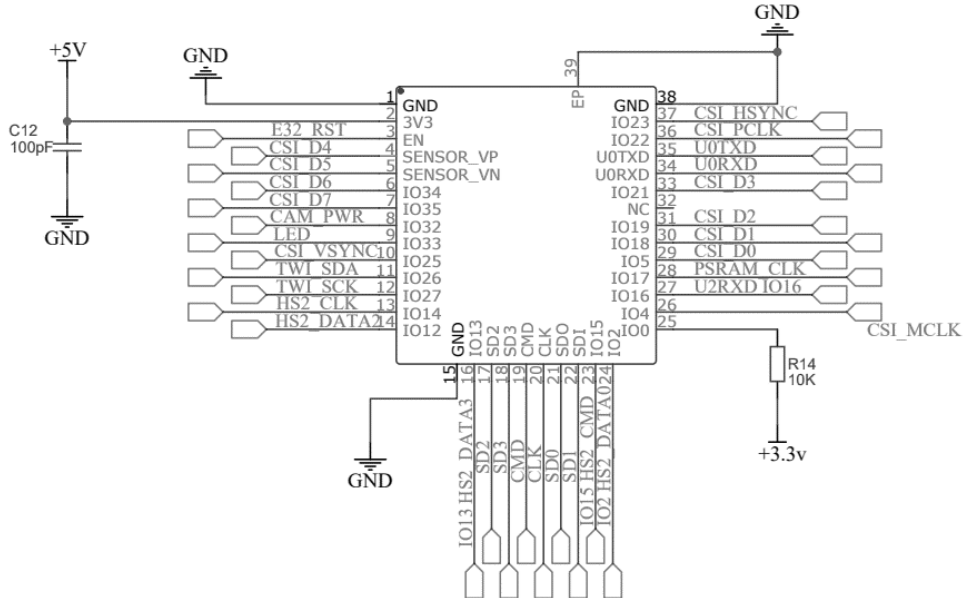 GND
+5V
GND
39
EP
1
GND
GND
38
2
3V3
IO23
37
CSI_HSYNC
C12
100pF
E32_RST
3
EN
IO22
36
CSI_PCLK
CSI_D4
4
SENSOR_VP
U0TXD
35
U0TXD
CSI_D5
5
SENSOR_VN
U0RXD
34
U0RXD
CSI_D6
6
IO34
IO21
33
CSI_D3
CSI_D7
7
IO35
NC
32
CAM_PWR
8
IO32
IO19
31
CSI_D2
LED
9
IO33
IO18
30
CSI_D1
CSI_VSYNC
10
IO25
IO5
29
CSI_D0
TWI_SDA
11
IO26
IO17
28
PSRAM_CLK
TWI_SCK
12
IO27
IO16
27
U2RXD IO16
HS2_CLK
13
IO14
IO4
26
HS2_DATA2
14
IO12
IO0
25
CSI_MCLK
GND
GND
IO13
SD2
SD3
CMD
CLK
SDO
SDI
IO15
IO2
15
16
17
18
19
20
21
22
23
24
IO13 HS2_DATA3
SD2
SD3
CMD
CLK
SD0
SD1
IO15 HS2_CMD
IO2 HS2_DATA0
R14
10K
+3.3v
GND